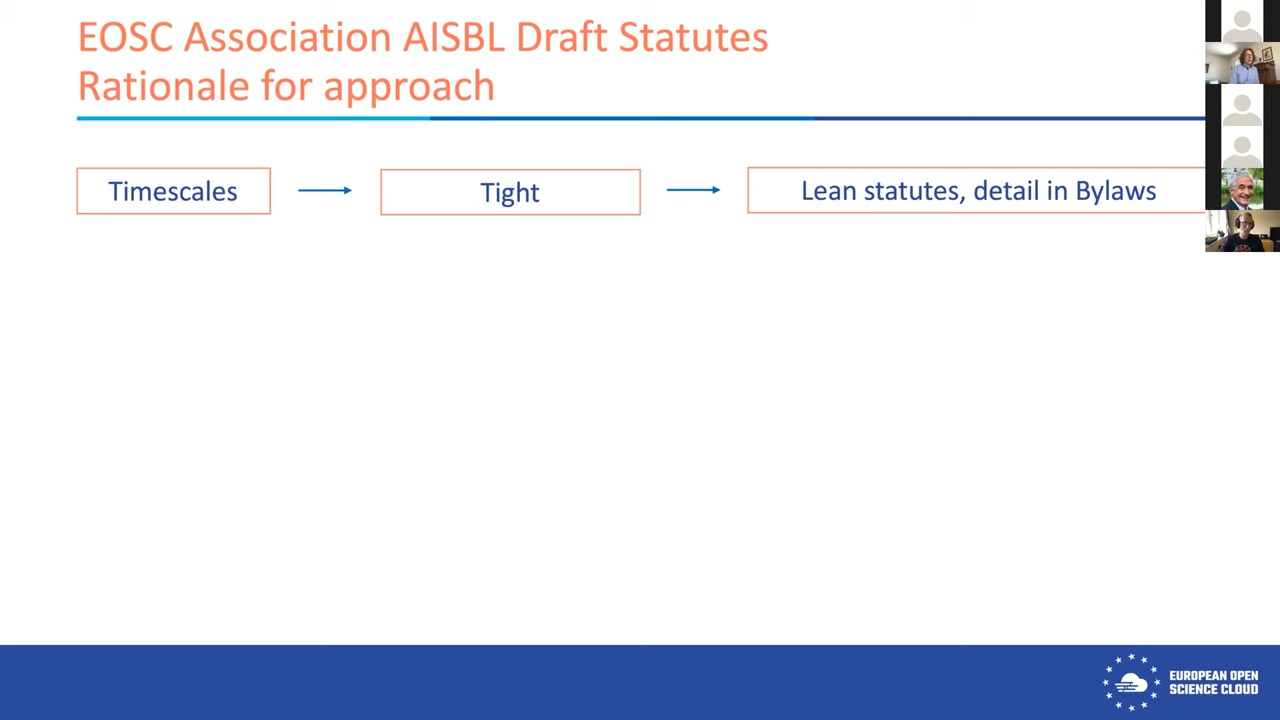 EOSC Association AISBL Draft Statutes
Rationale for approach
Timescales
Tight
Lean statutes, detail in Bylaws
EUROPEAN OPEN
SCIENCE CLOUD